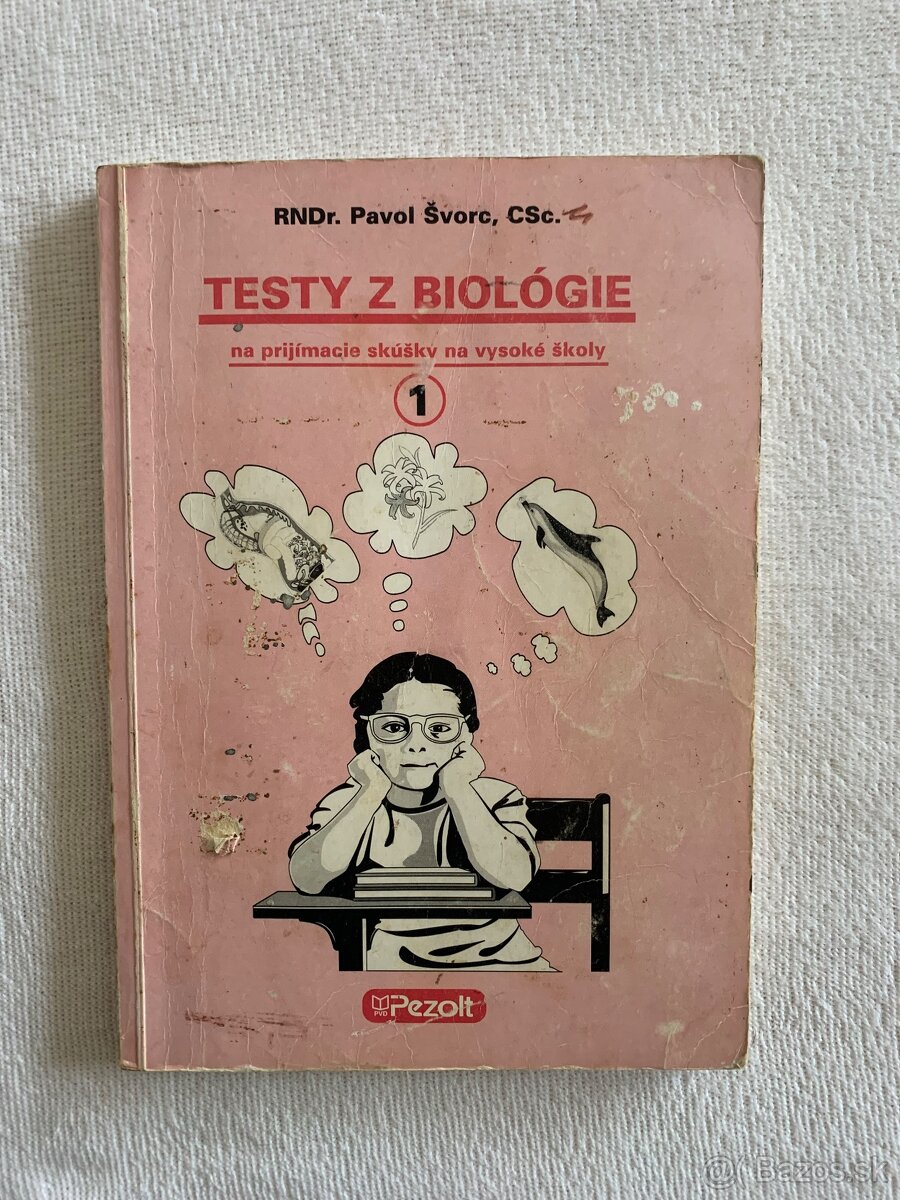 RNDr. Pavol Švorc, CSc.
TESTY Z BIOLÓGIE
na prijímacie skúšky na vysoké školy
1
PVD Pezolt
@ Bazos.sk